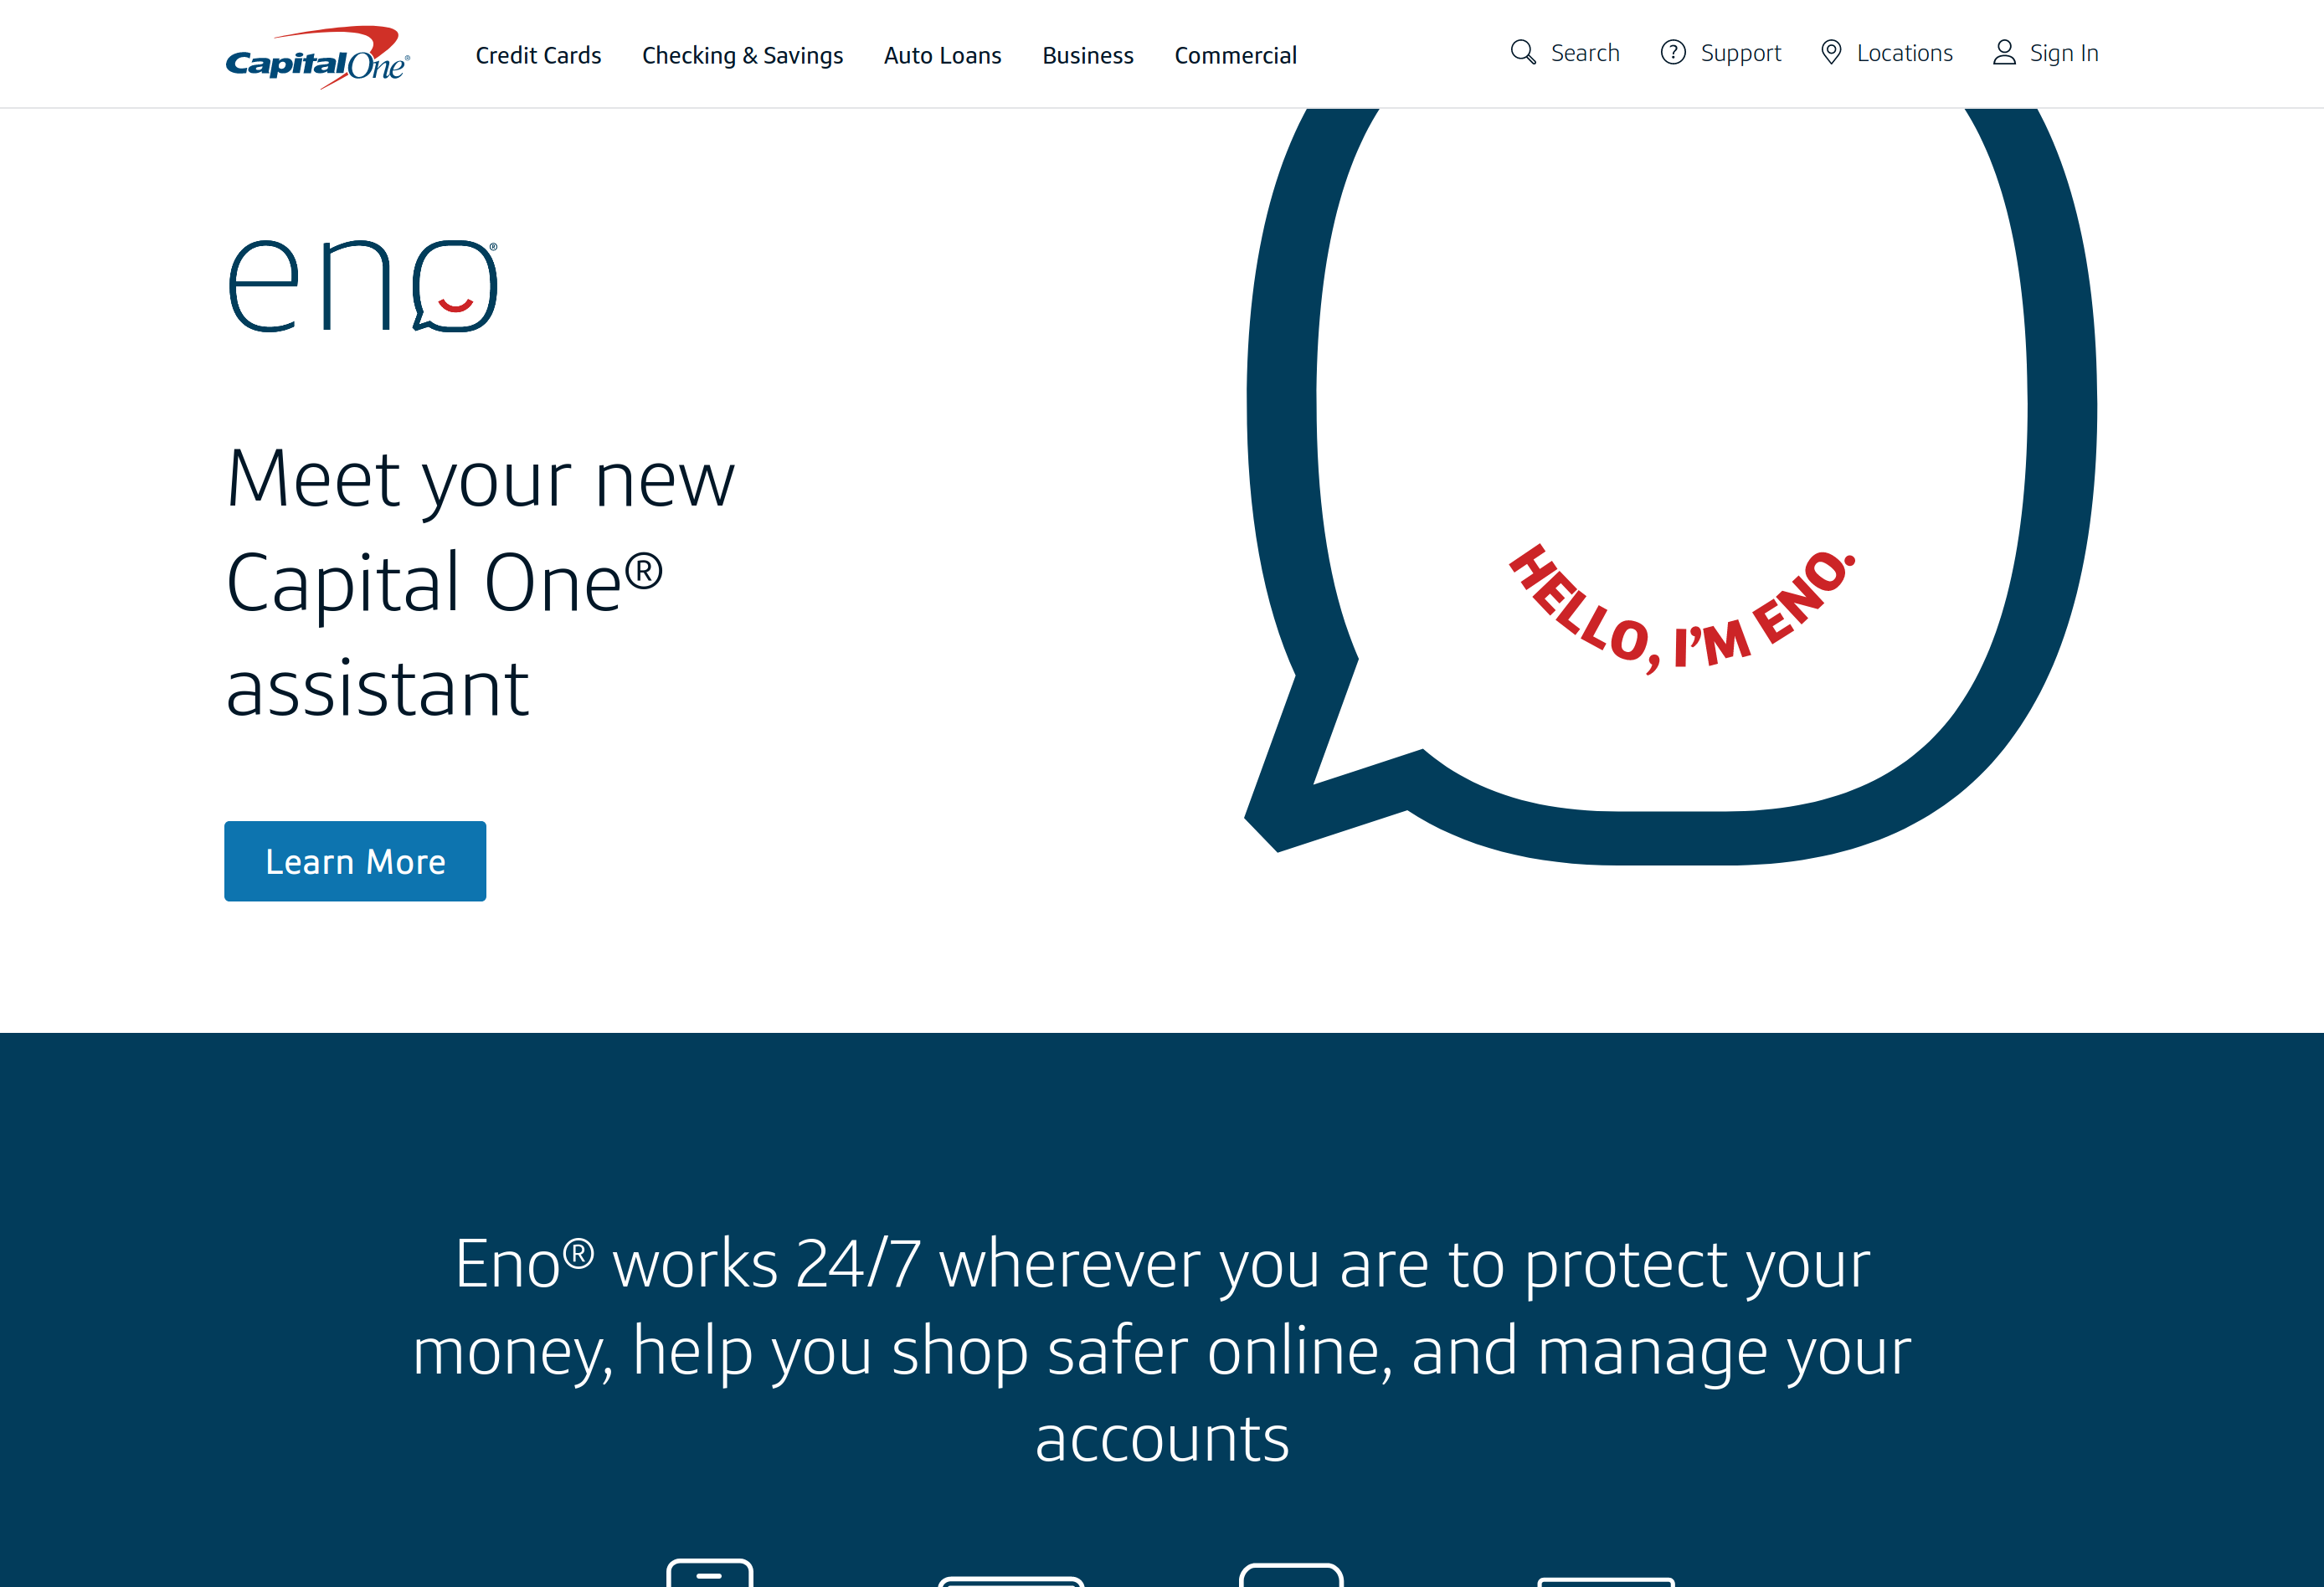 Capital One®
Credit Cards
Checking & Savings
Auto Loans
Business
Commercial
Search
Support
Locations
Sign In
eno®
Meet your new
Capital One®
assistant
Learn More
HELLO, I'M ENO.
Eno® works 24/7 wherever you are to protect your
money, help you shop safer online, and manage your
accounts